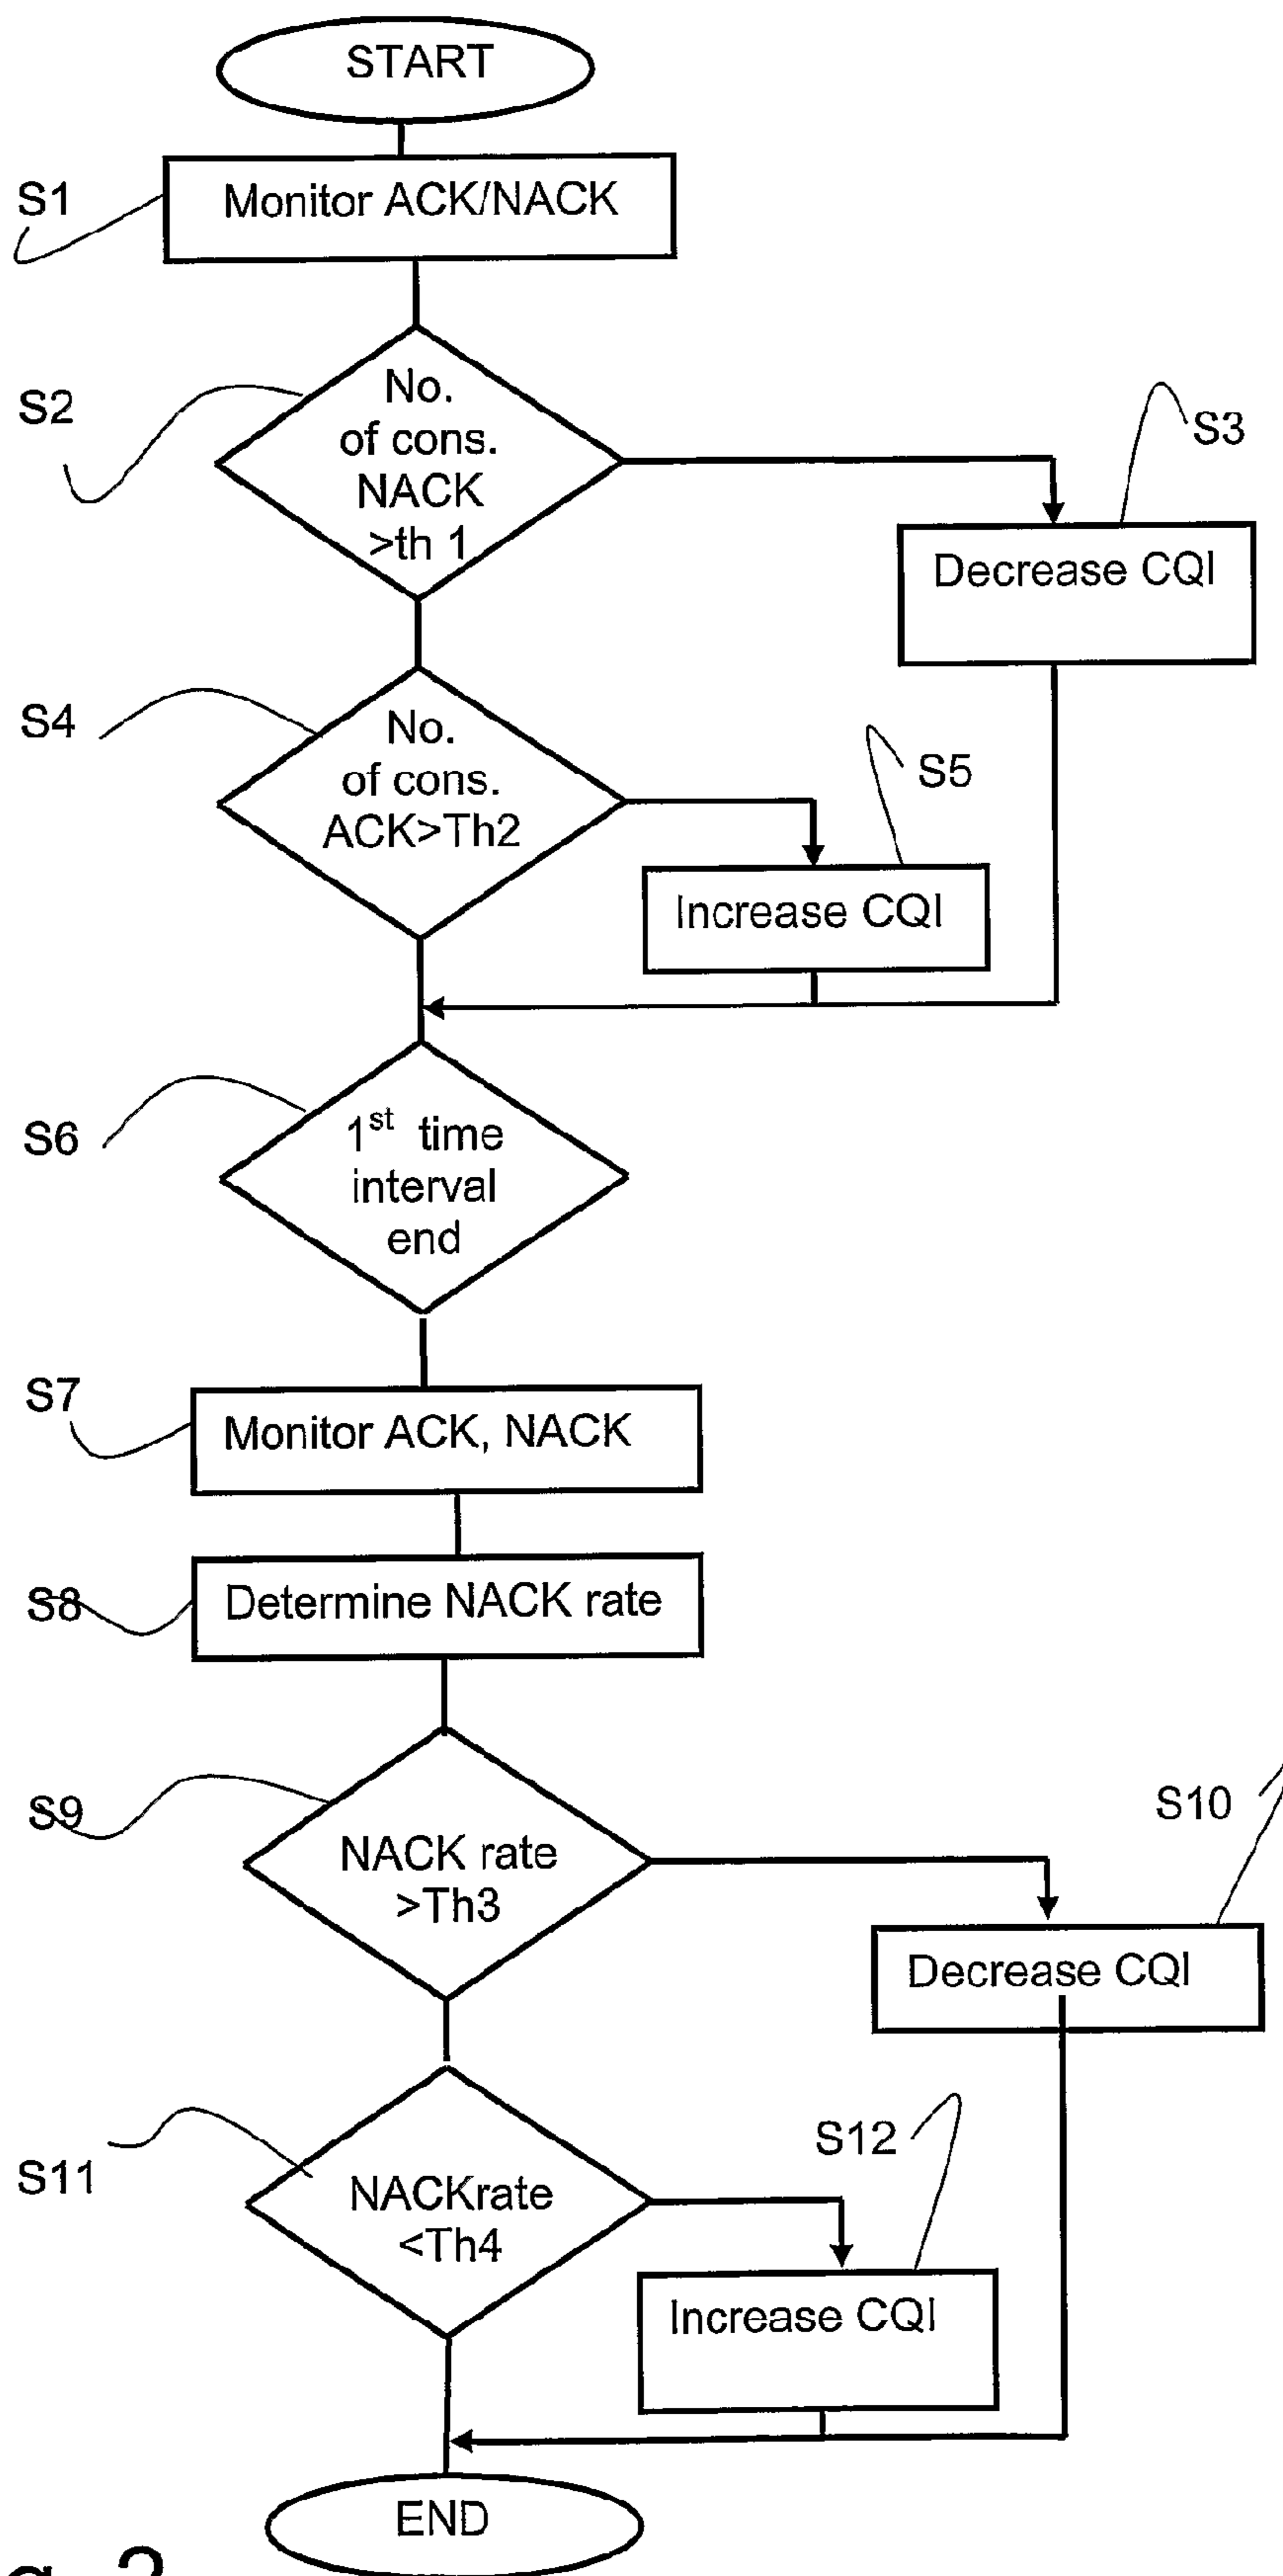 START
S1
Monitor ACK/NACK
S2
No.
of cons.
NACK
>th 1
S3
Decrease CQI
S4
No.
of cons.
ACK>Th2
S5
Increase CQI
S6
1st time
interval
end
S7
Monitor ACK, NACK
S8
Determine NACK rate
S9
NACK rate
>Th3
S10
Decrease CQI
S11
NACKrate
<Th4
S12
Increase CQI
END